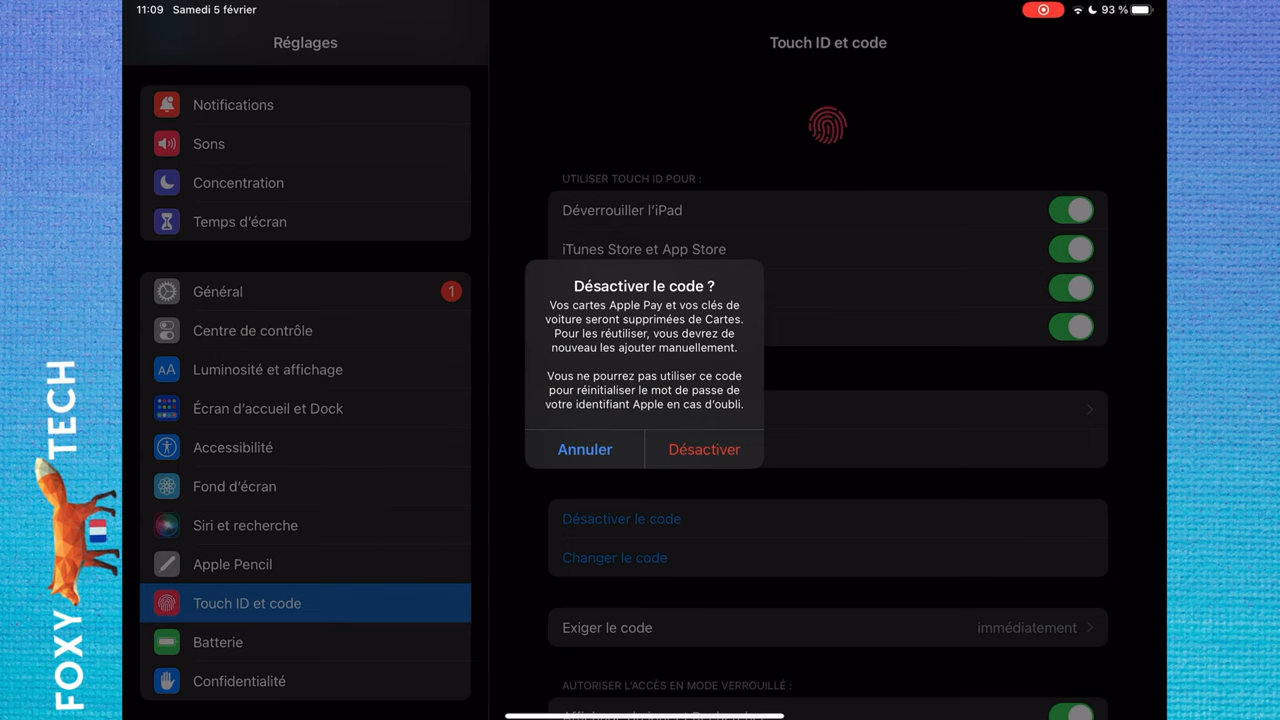 11:09 Samedi 5 février
93 %
Réglages
Notifications
Sons
Concentration
Temps d'écran
Général
1
Centre de contrôle
AA
Luminosité et affichage
Écran d'accueil et Dock
Accessibilité
Fond d'écran
Siri et recherche
Apple Pencil
Touch ID et code
Batterie
Confidentialité
Touch ID et code
UTILISER TOUCH ID POUR :
Déverrouiller l'iPad
iTunes Store et App Store
Désactiver le code ?
Vos cartes Apple Pay et vos clés de
voiture seront supprimées de Cartes.
Pour les réutiliser, vous devrez de
nouveau les ajouter manuellement.
Vous ne pourrez pas utiliser ce code
pour réinitialiser le mot de passe de
votre identifiant Apple en cas d'oubli.
Annuler
Désactiver
Désactiver le code
Changer le code
Exiger le code
immédiatement
AUTORISER L'ACCÈS EN MODE VERROUILLÉ :
FOXY TECH